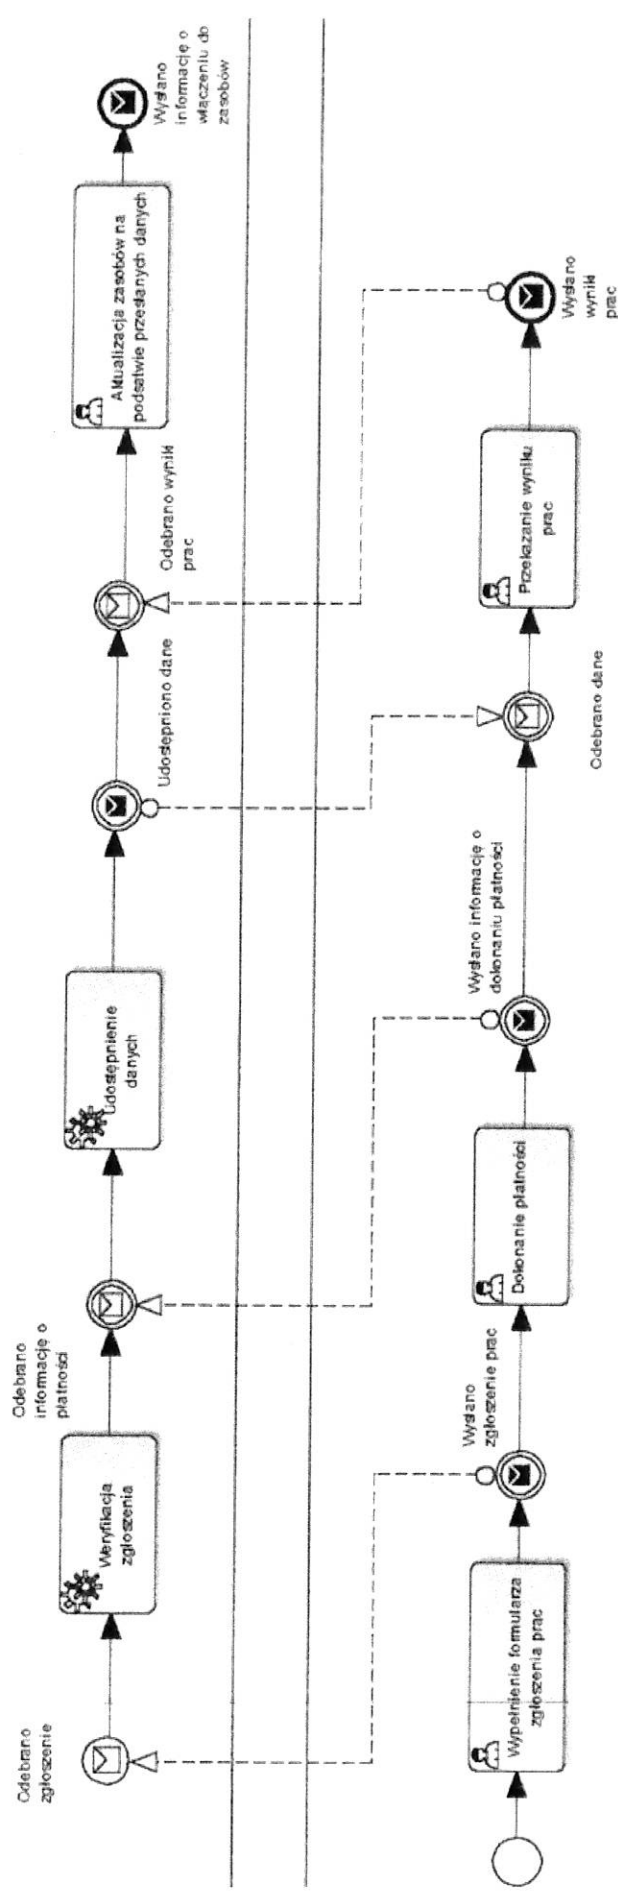 Odebrano
zgłoszenie
Weryfikacja
zgłoszenia
Odebrano
informację o
płatności
Udostępnienie
danych
Udostępniono dane
Odebrano wyniki
prac
Aktualizacja zasobów na
podsatwie przesłanych danych
Wysłano
informację o
włączeniu do
zasobów
Wypełnienie formularza
zgłoszenia prac
Wysłano
zgłoszenie prac
Dokonanie płatności
Wysłano informację o
dokonaniu płatności
Odebrano dane
Przekazanie wyniku
prac
Wysłano
wyniki
prac